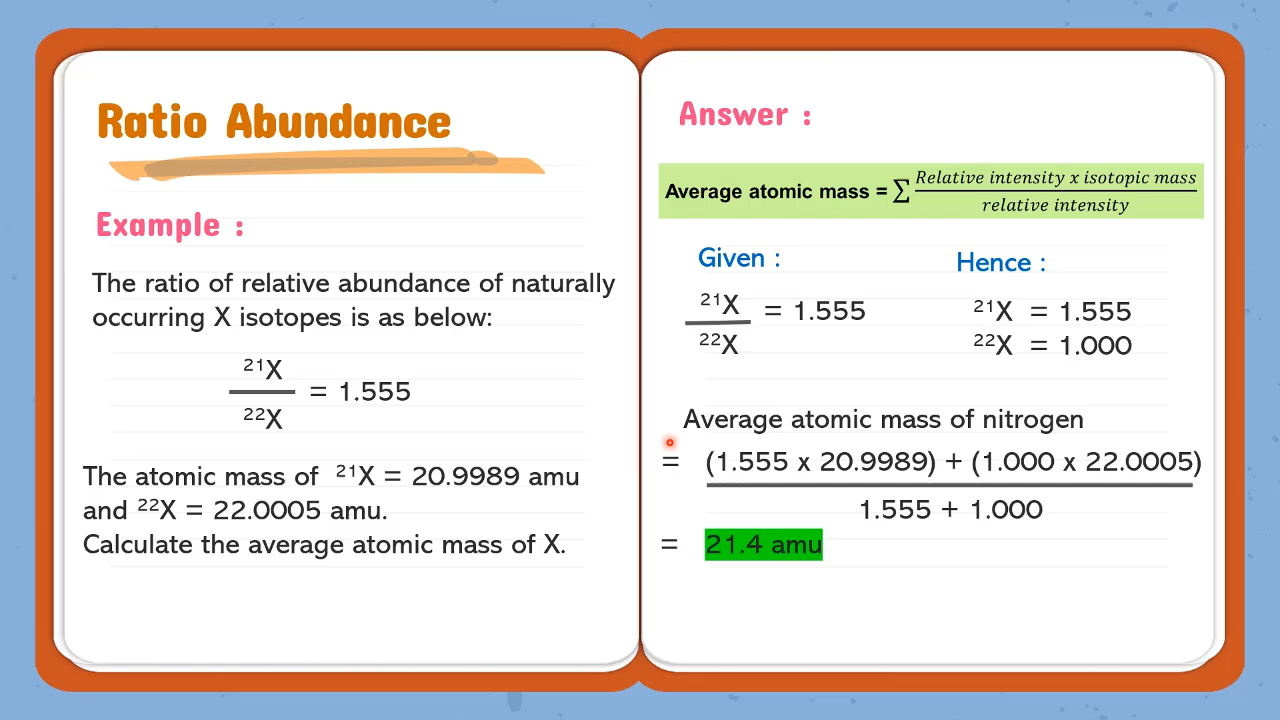 Ratio Abundance
Example :
The ratio of relative abundance of naturally
occurring X isotopes is as below:
²¹X
= 1.555
²²X
The atomic mass of ²¹X = 20.9989 amu
and ²²X = 22.0005 amu.
Calculate the average atomic mass of X.
Answer :
Average atomic mass = ∑ Relative intensity x isotopic mass
relative intensity
Given :
²¹X
= 1.555
²²X
Hence :
²¹X = 1.555
²²X = 1.000
Average atomic mass of nitrogen
= (1.555 x 20.9989) + (1.000 x 22.0005)
1.555 + 1.000
= 21.4 amu